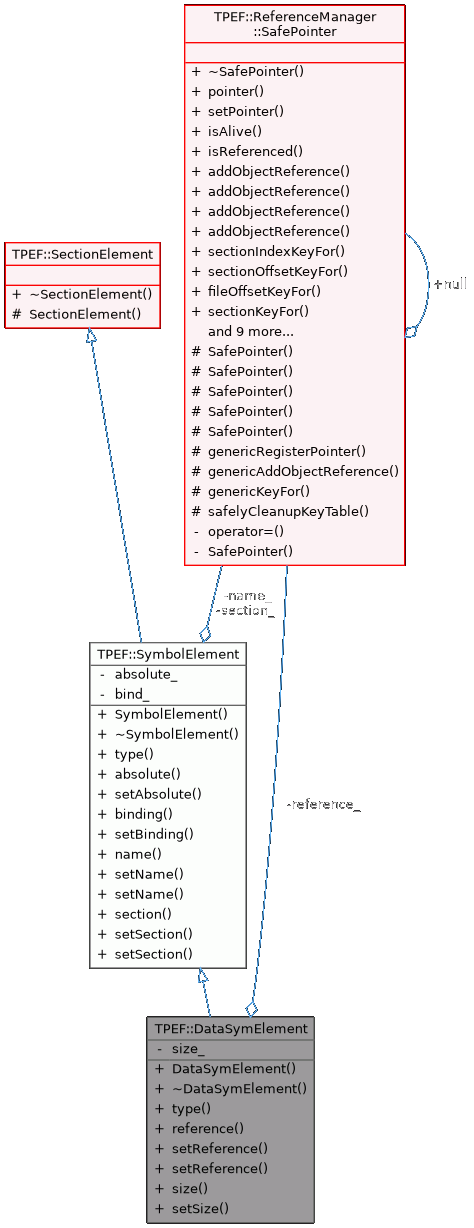 TPEF::ReferenceManager
::SafePointer
+ ~SafePointer()
+ pointer()
+ setPointer()
+ isAlive()
+ isReferenced()
+ addObjectReference()
+ addObjectReference()
+ addObjectReference()
+ addObjectReference()
+ sectionIndexKeyFor()
+ sectionOffsetKeyFor()
+ fileOffsetKeyFor()
+ sectionKeyFor()
and 9 more...
# SafePointer()
# SafePointer()
# SafePointer()
# SafePointer()
# SafePointer()
# genericRegisterPointer()
# genericAddObjectReference()
# genericKeyFor()
# safelyCleanupKeyTable()
- operator=()
- SafePointer()
+null
TPEF::SectionElement
+ ~SectionElement()
# SectionElement()
-name_
-section_
TPEF::SymbolElement
- absolute_
- bind_
+ SymbolElement()
+ ~SymbolElement()
+ type()
+ absolute()
+ setAbsolute()
+ binding()
+ setBinding()
+ name()
+ setName()
+ setName()
+ section()
+ setSection()
+ setSection()
-reference_
TPEF::DataSymElement
- size_
+ DataSymElement()
+ ~DataSymElement()
+ type()
+ reference()
+ setReference()
+ setReference()
+ size()
+ setSize()